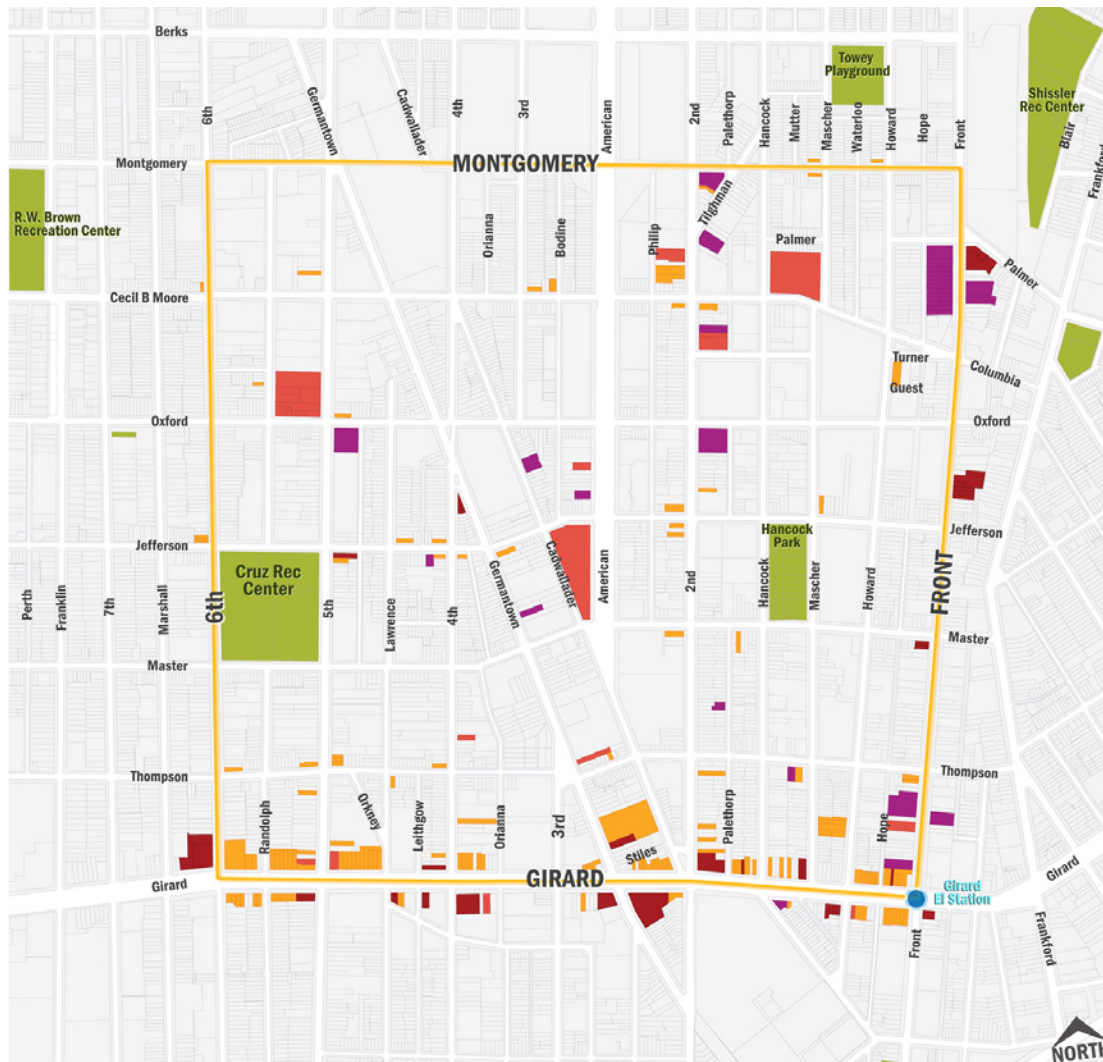 Berks
6th
Germantown
Cadwallader
4th
3rd
American
2nd
Palethorp
Hancock
Mutter
Mascher
Waterloo
Howard
Hope
Front
Towey
Playground
Shissler
Rec Center
Blair
Frankford
Montgomery
MONTGOMERY
R.W. Brown
Recreation Center
Orianna
Bodine
Philip
Tilghman
Palmer
Palmer
Cecil B Moore
Turner
Guest
Columbia
Oxford
Oxford
Jefferson
Jefferson
Hancock
Park
Cruz Rec
Center
Perth
Franklin
7th
Marshall
6th
5th
Lawrence
4th
Germantown
Cadwallader
American
2nd
Hancock
Mascher
Howard
FRONT
Master
Master
Thompson
Thompson
Randolph
Orkney
Leithgow
Orianna
3rd
Stiles
Palethorp
Hope
Girard
GIRARD
Girard
Girard
El Station
Front
Frankford
NORTH